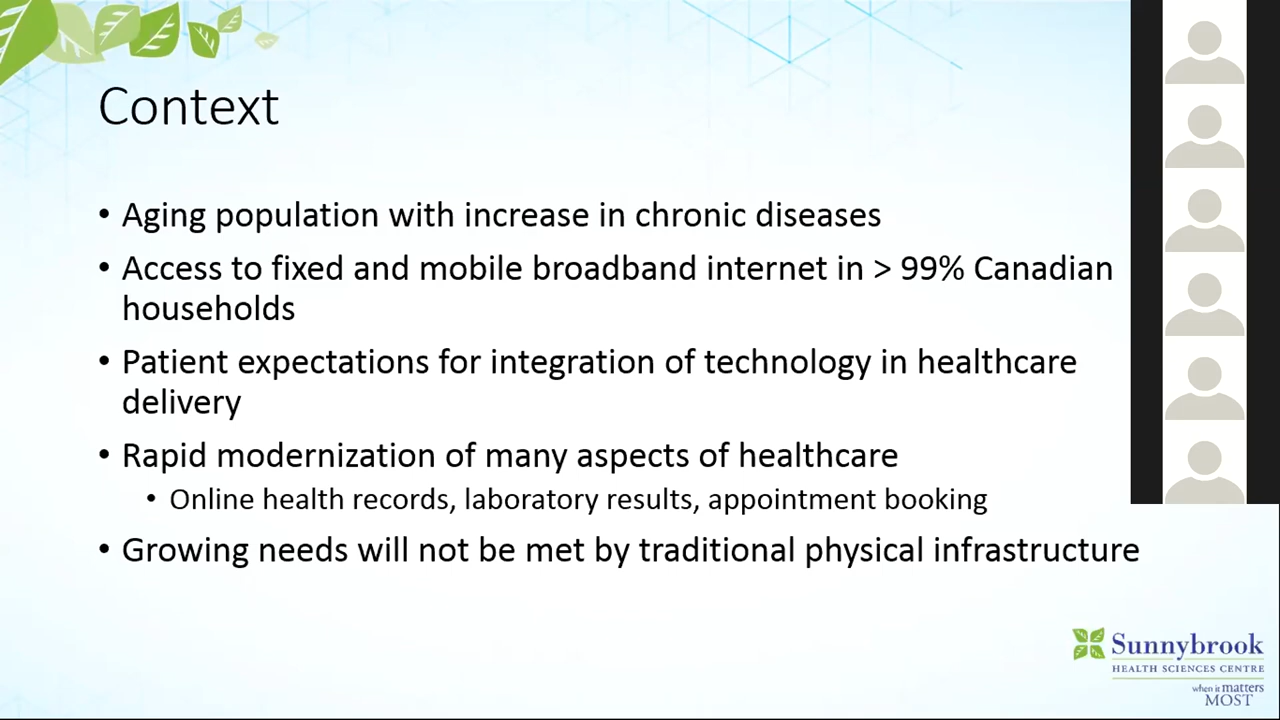 Context
• Aging population with increase in chronic diseases
• Access to fixed and mobile broadband internet in > 99% Canadian
households
• Patient expectations for integration of technology in healthcare
delivery
• Rapid modernization of many aspects of healthcare
• Online health records, laboratory results, appointment booking
• Growing needs will not be met by traditional physical infrastructure
Sunnybrook
HEALTH SCIENCES CENTRE
when it matters
MOST